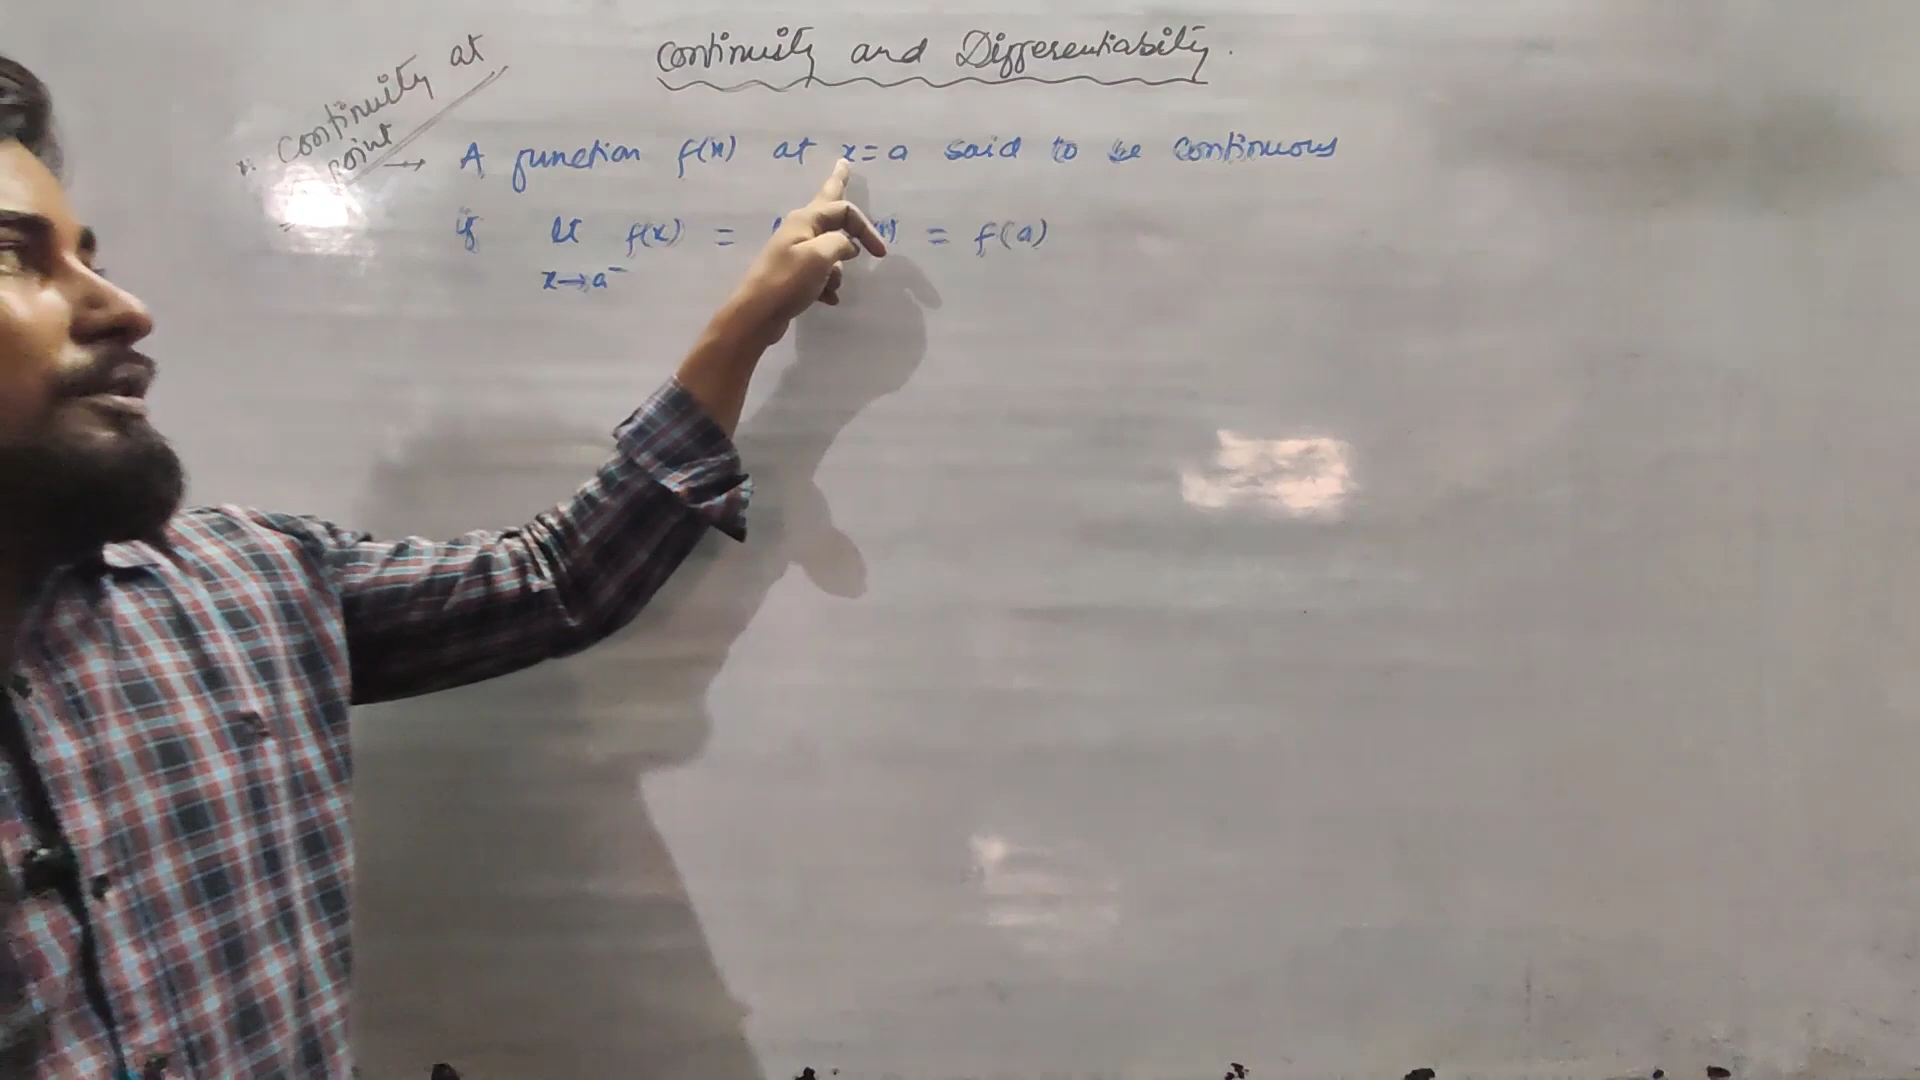 Continuity and Differentiability.
* Continuity at
point → A function f(x) at x = a said to be continuous
if lt f(x) = = f(a)
x→a⁻